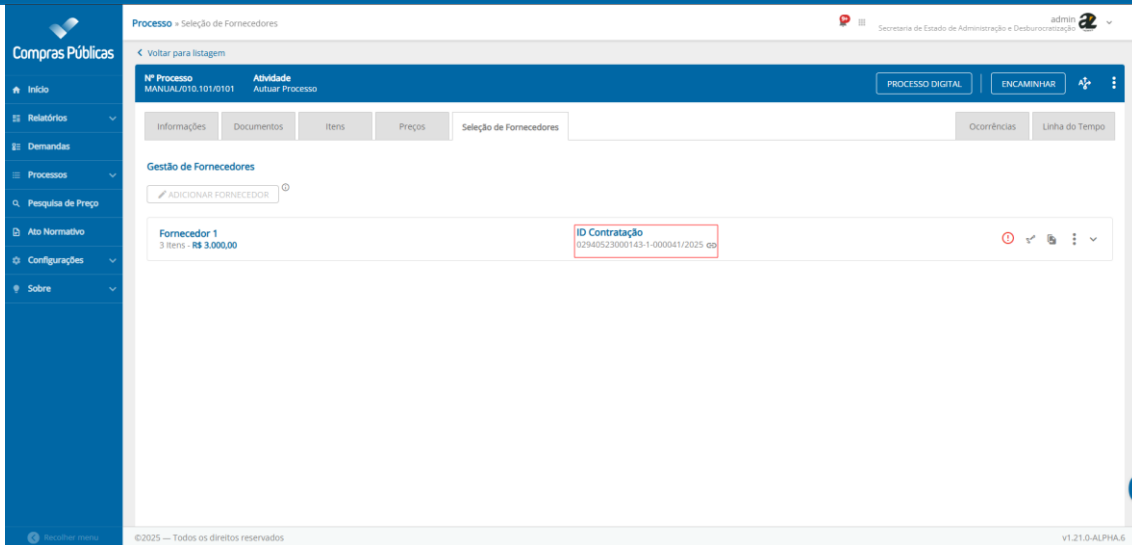 Processo » Seleção de Fornecedores
admin
Secretaria de Estado de Administração e Desburocratização
Compras Públicas
Início
Relatórios
Demandas
Processos
Pesquisa de Preço
Ato Normativo
Configurações
Sobre
Recolher menu
Voltar para listagem
Nº Processo
MANUAL/010.101/0101
Atividade
Autuar Processo
PROCESSO DIGITAL
ENCAMINHAR
Informações
Documentos
Itens
Preços
Seleção de Fornecedores
Ocorrências
Linha do Tempo
Gestão de Fornecedores
ADICIONAR FORNECEDOR
Fornecedor 1
3 Itens - R$ 3.000,00
ID Contratação
02940523000143-1-000041/2025
©2025 — Todos os direitos reservados
v1.21.0-ALPHA.6